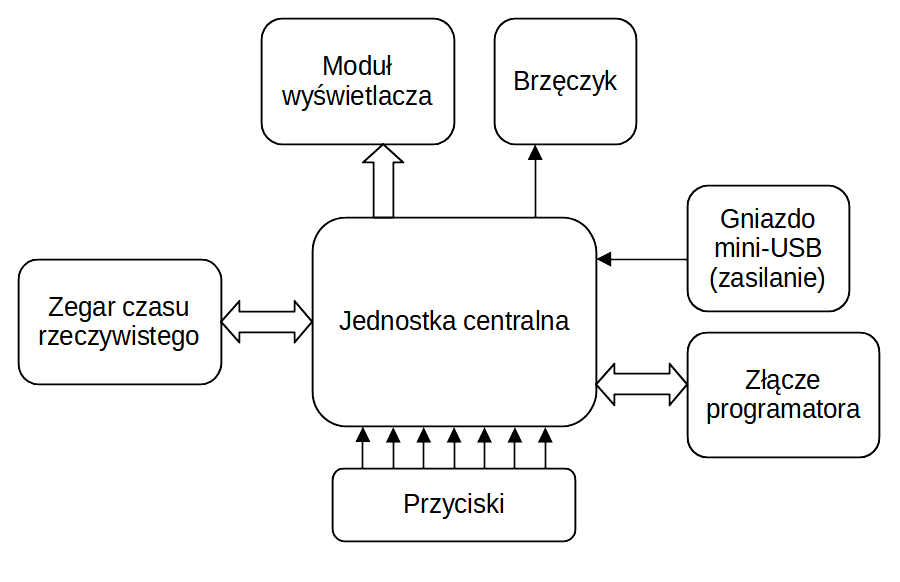 Moduł
wyświetlacza
Brzęczyk
Gniazdo
mini-USB
(zasilanie)
Zegar czasu
rzeczywistego
Jednostka centralna
Złącze
programatora
Przyciski